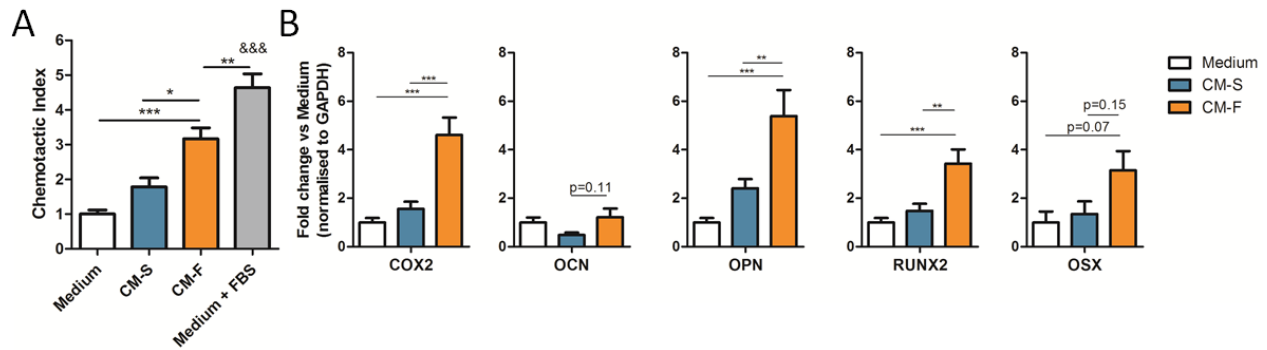 A
Chemotactic Index
6
5
4
3
2
1
0
***
*
**
&&&
Medium
CM-S
CM-F
Medium + FBS
B
Fold change vs Medium
(normalised to GAPDH)
8
6
4
2
0
***
***
COX2
8
6
4
2
0
p=0.11
OCN
8
6
4
2
0
**
***
OPN
8
6
4
2
0
**
***
RUNX2
8
6
4
2
0
p=0.15
p=0.07
OSX
Medium
CM-S
CM-F